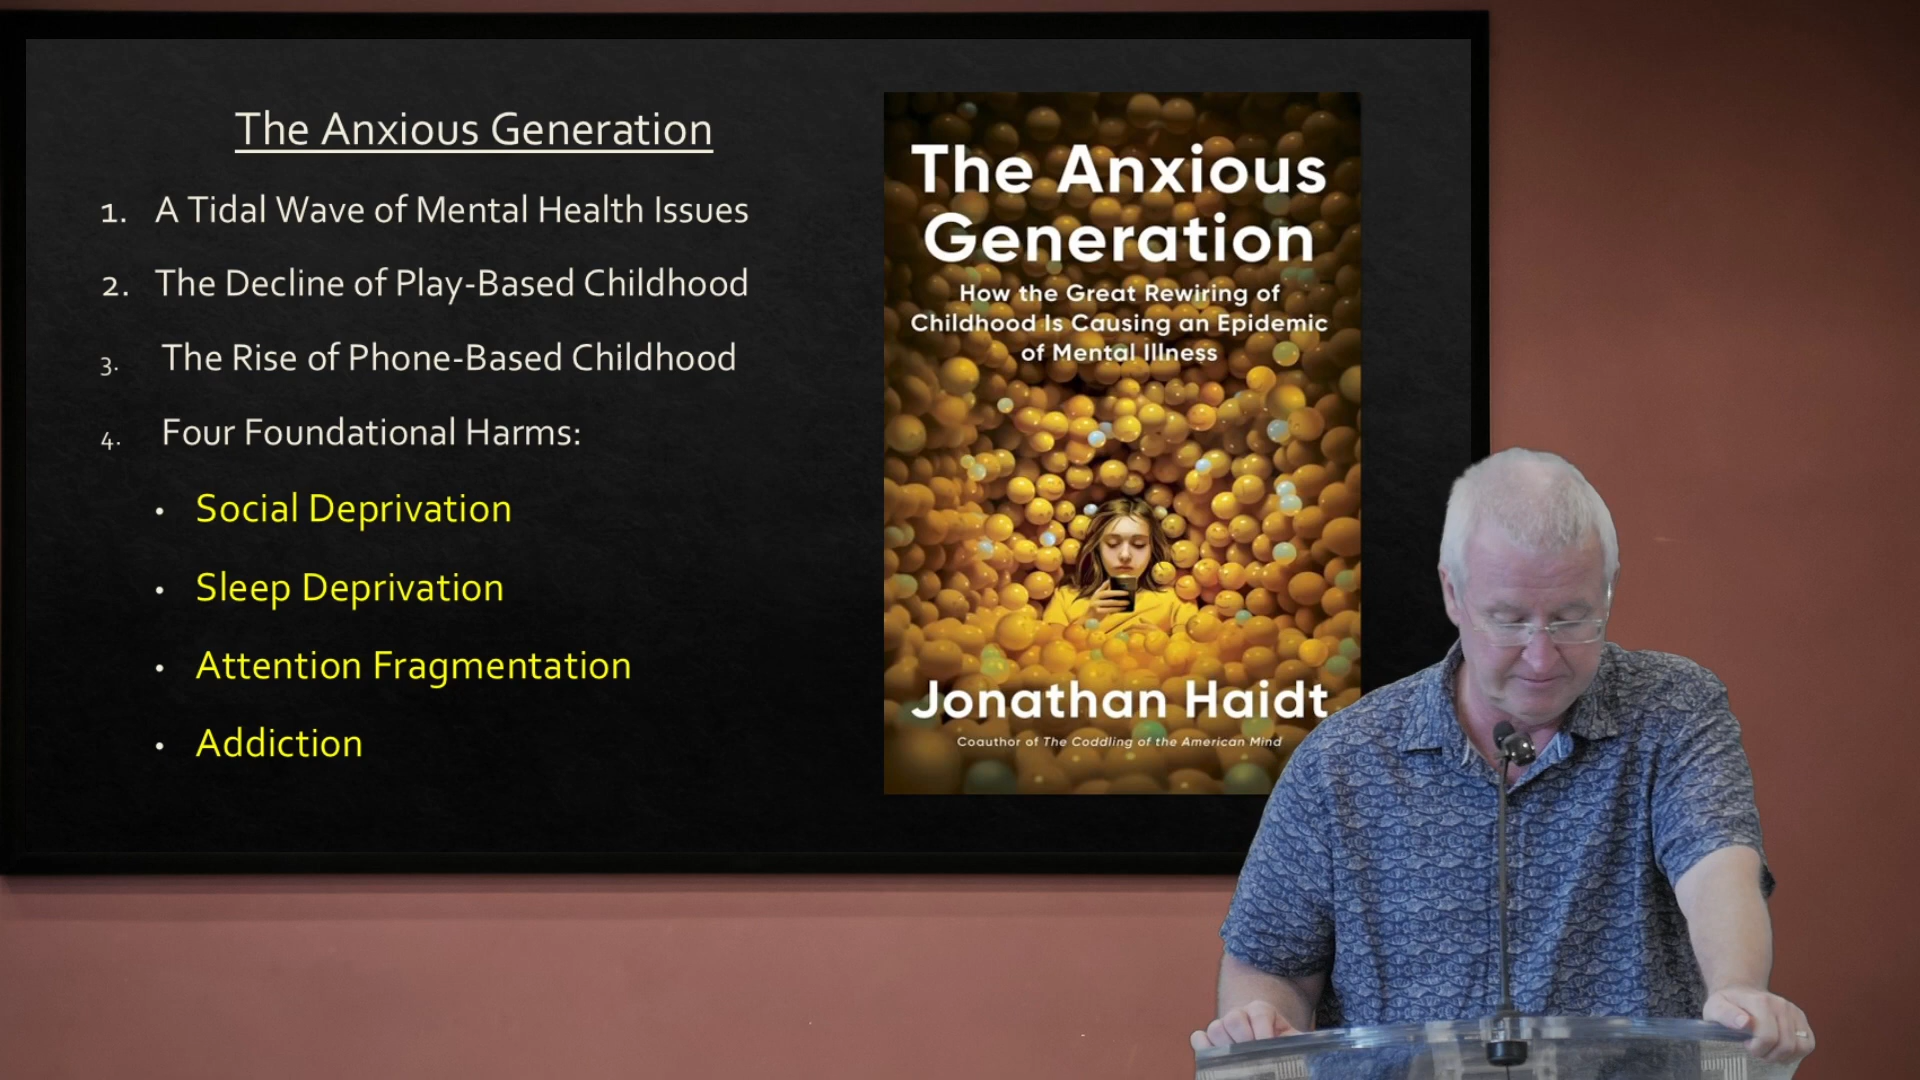 The Anxious Generation
1. A Tidal Wave of Mental Health Issues
2. The Decline of Play-Based Childhood
3. The Rise of Phone-Based Childhood
4. Four Foundational Harms:
• Social Deprivation
• Sleep Deprivation
• Attention Fragmentation
• Addiction
The Anxious
Generation
How the Great Rewiring of
Childhood Is Causing an Epidemic
of Mental Illness
Jonathan Haidt
Coauthor of The Coddling of the American Mind